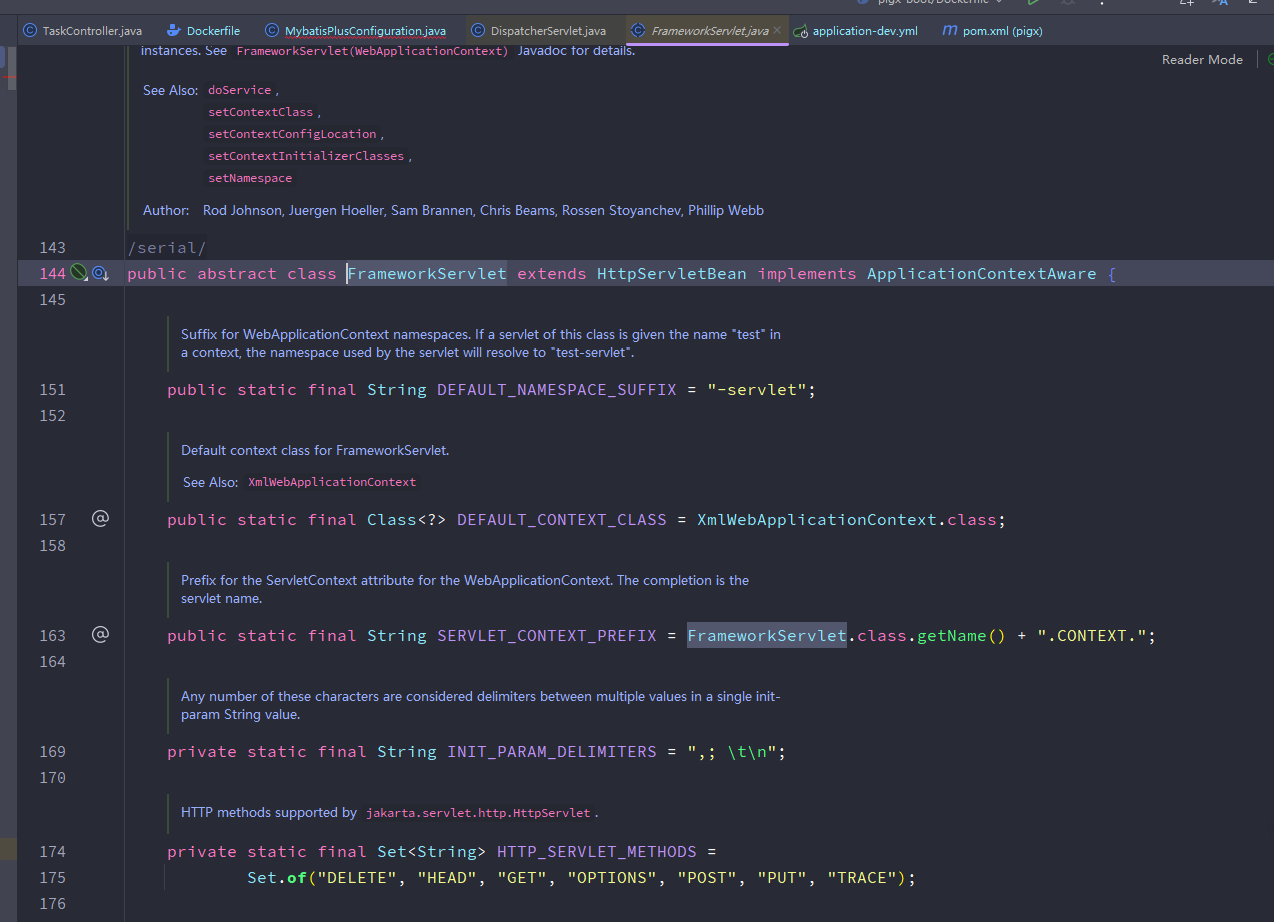 TaskController.java Dockerfile MybatisPlusConfiguration.java DispatcherServlet.java FrameworkServlet.java application-dev.yml pom.xml (pigx)
instances. See FrameworkServlet(WebApplicationContext) Javadoc for details.
Reader Mode
See Also: doService ,
setContextClass ,
setContextConfigLocation ,
setContextInitializerClasses ,
setNamespace
Author: Rod Johnson, Juergen Hoeller, Sam Brannen, Chris Beams, Rossen Stoyanchev, Phillip Webb
143 /serial/
144 public abstract class FrameworkServlet extends HttpServletBean implements ApplicationContextAware {
145
Suffix for WebApplicationContext namespaces. If a servlet of this class is given the name "test" in
a context, the namespace used by the servlet will resolve to "test-servlet".
151 public static final String DEFAULT_NAMESPACE_SUFFIX = "-servlet";
152
Default context class for FrameworkServlet.
See Also: XmlWebApplicationContext
157 @ public static final Class<?> DEFAULT_CONTEXT_CLASS = XmlWebApplicationContext.class;
158
Prefix for the ServletContext attribute for the WebApplicationContext. The completion is the
servlet name.
163 @ public static final String SERVLET_CONTEXT_PREFIX = FrameworkServlet.class.getName() + ".CONTEXT.";
164
Any number of these characters are considered delimiters between multiple values in a single init-
param String value.
169 private static final String INIT_PARAM_DELIMITERS = ",; \t\n";
170
HTTP methods supported by jakarta.servlet.http.HttpServlet .
174 private static final Set<String> HTTP_SERVLET_METHODS =
175 Set.of("DELETE", "HEAD", "GET", "OPTIONS", "POST", "PUT", "TRACE");
176